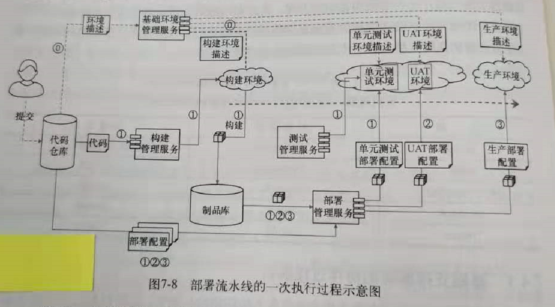 环境
描述
基础环境
管理服务
⓪
⓪
构建环境
描述
单元测试
环境描述
UAT环境
描述
生产环境
描述
构建环境
单元测
试环境
UAT
环境
生产环境
提交
代码
仓库
代码
①
构建
管理服务
①
①
构建
测试
管理服务
①
①
②
③
单元测试
部署配置
UAT部署
配置
生产部署
配置
制品库
①②③
部署
管理服务
部署配置
①②③
图7-8 部署流水线的一次执行过程示意图